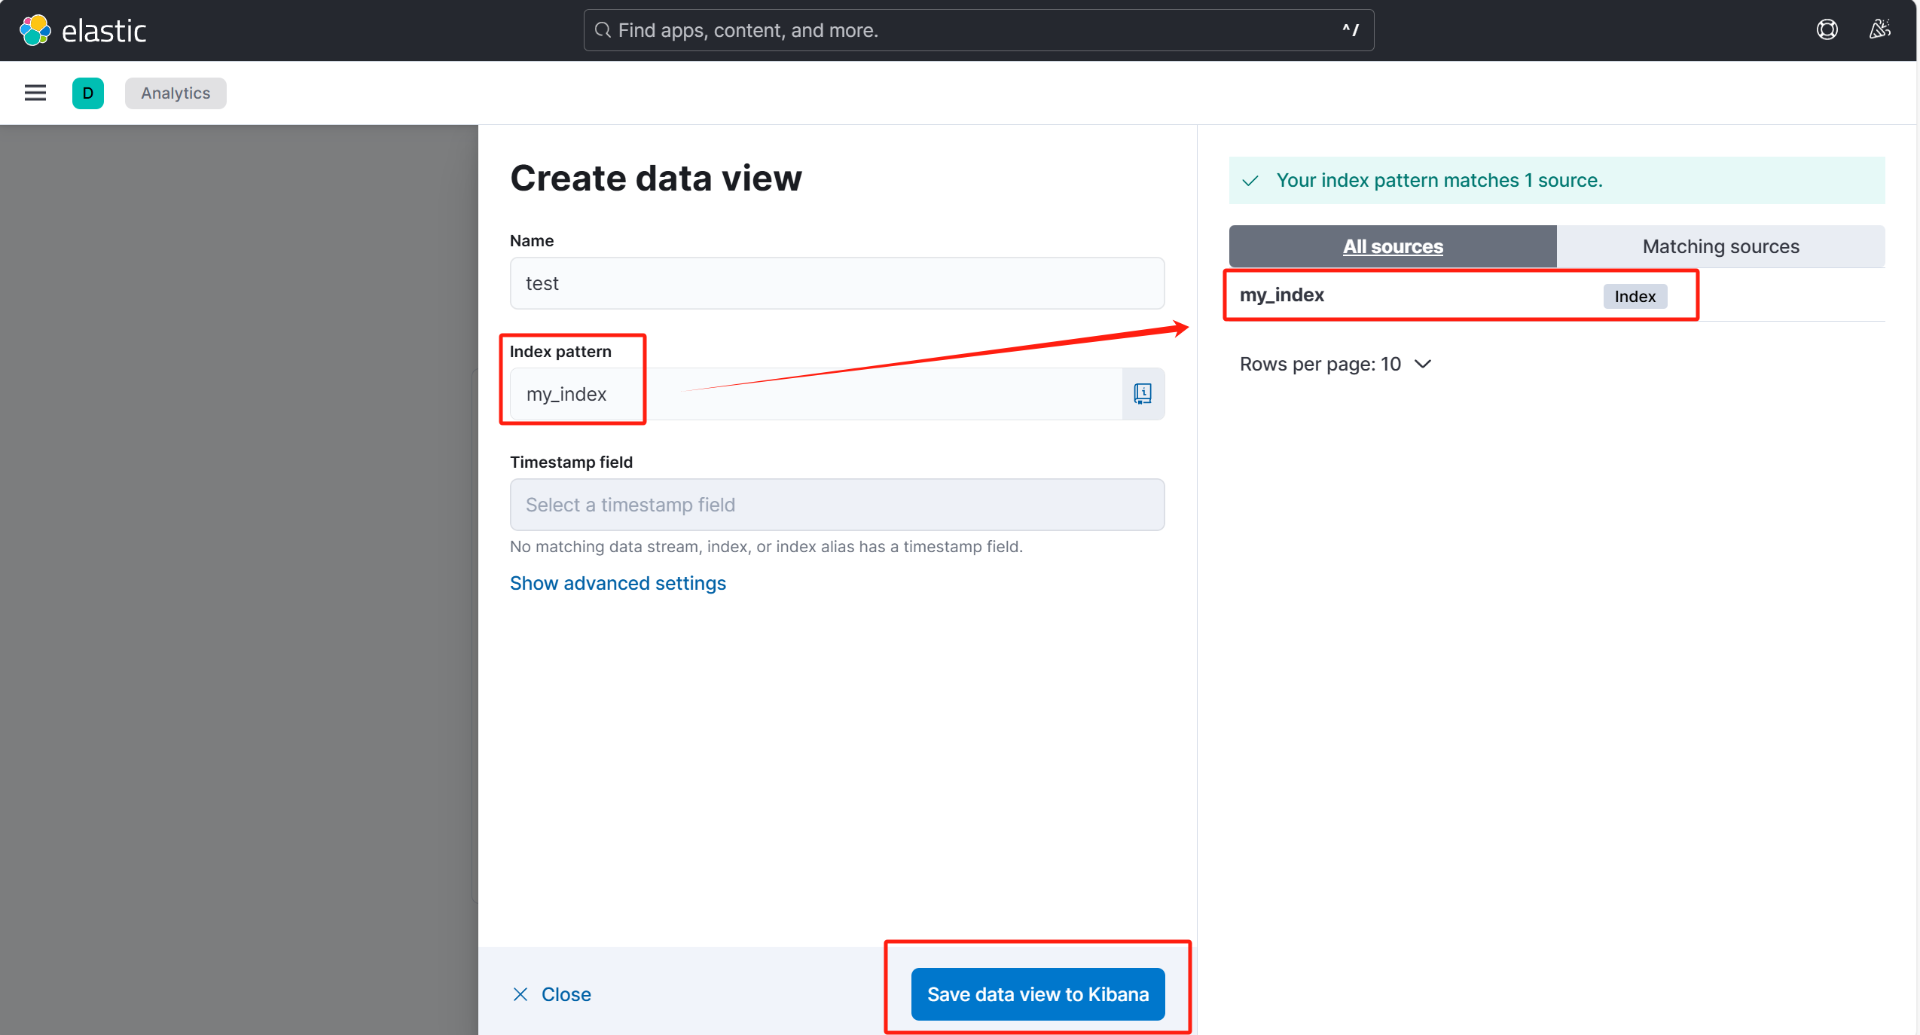 elastic
Find apps, content, and more.
^/
D
Analytics
Create data view
Name
test
Index pattern
my_index
Timestamp field
Select a timestamp field
No matching data stream, index, or index alias has a timestamp field.
Show advanced settings
Close
Save data view to Kibana
Your index pattern matches 1 source.
All sources
Matching sources
my_index
Index
Rows per page: 10